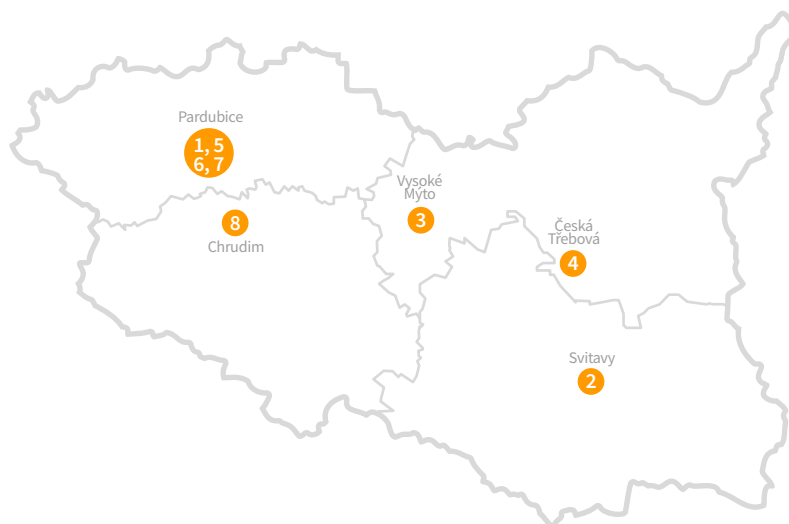 Pardubice
1, 5
6, 7
Vysoké
Mýto
3
8
Chrudim
Česká
Třebová
4
Svitavy
2